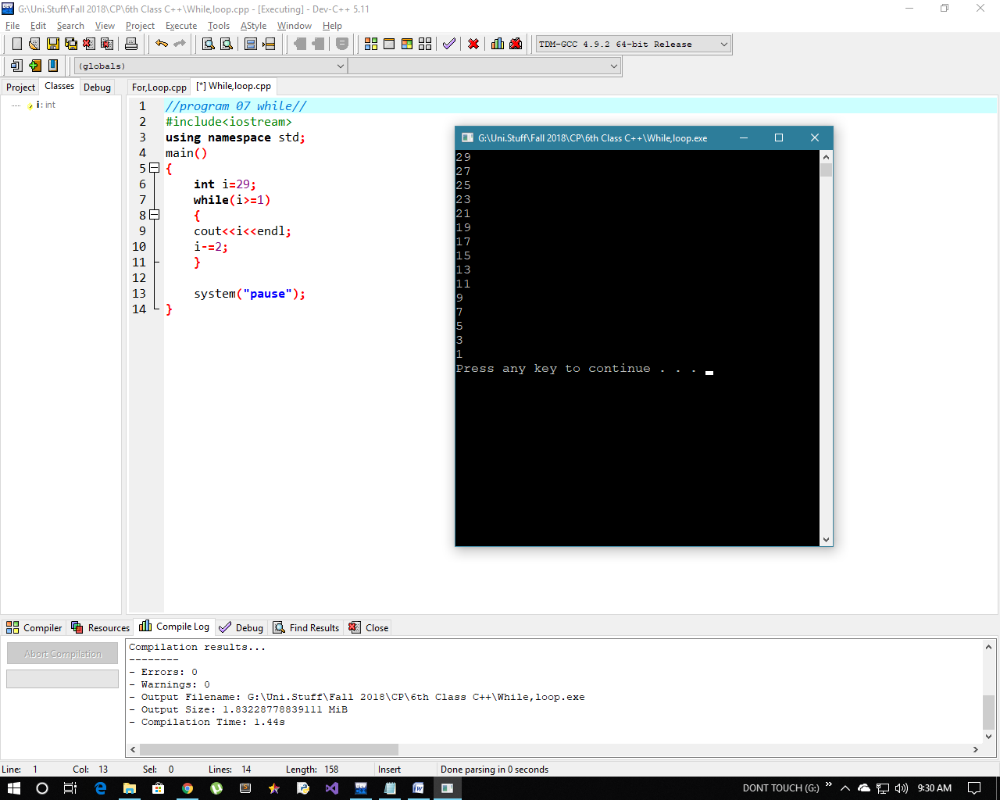 G:\Uni.Stuff\Fall 2018\CP\6th Class C++\While,loop.cpp - [Executing] - Dev-C++ 5.11
File Edit Search View Project Execute Tools AStyle Window Help
TDM-GCC 4.9.2 64-bit Release
(globals)
Project Classes Debug
For,Loop.cpp [*] While,loop.cpp
i : int
1 //program 07 while//
2 #include<iostream>
3 using namespace std;
4 main()
5 {
6 int i=29;
7 while(i>=1)
8 {
9 cout<<i<<endl;
10 i-=2;
11 }
12
13 system("pause");
14 }
G:\Uni.Stuff\Fall 2018\CP\6th Class C++\While,loop.exe
29
27
25
23
21
19
17
15
13
11
9
7
5
3
1
Press any key to continue . . .
Compiler Resources Compile Log Debug Find Results Close
Abort Compilation
Compilation results...
--------
- Errors: 0
- Warnings: 0
- Output Filename: G:\Uni.Stuff\Fall 2018\CP\6th Class C++\While,loop.exe
- Output Size: 1.83228778839111 MiB
- Compilation Time: 1.44s
Line: 1 Col: 13 Sel: 0 Lines: 14 Length: 158 Insert Done parsing in 0 seconds
DONT TOUCH (G:) 9:30 AM